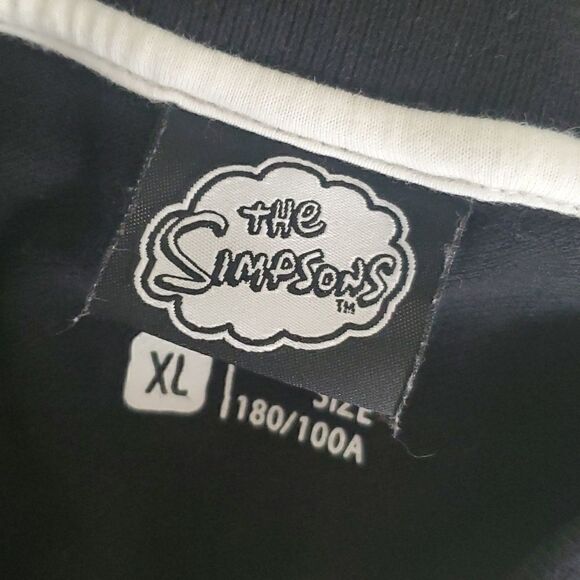 THE
SIMPSONS
TM
XL
SIZE
180/100A